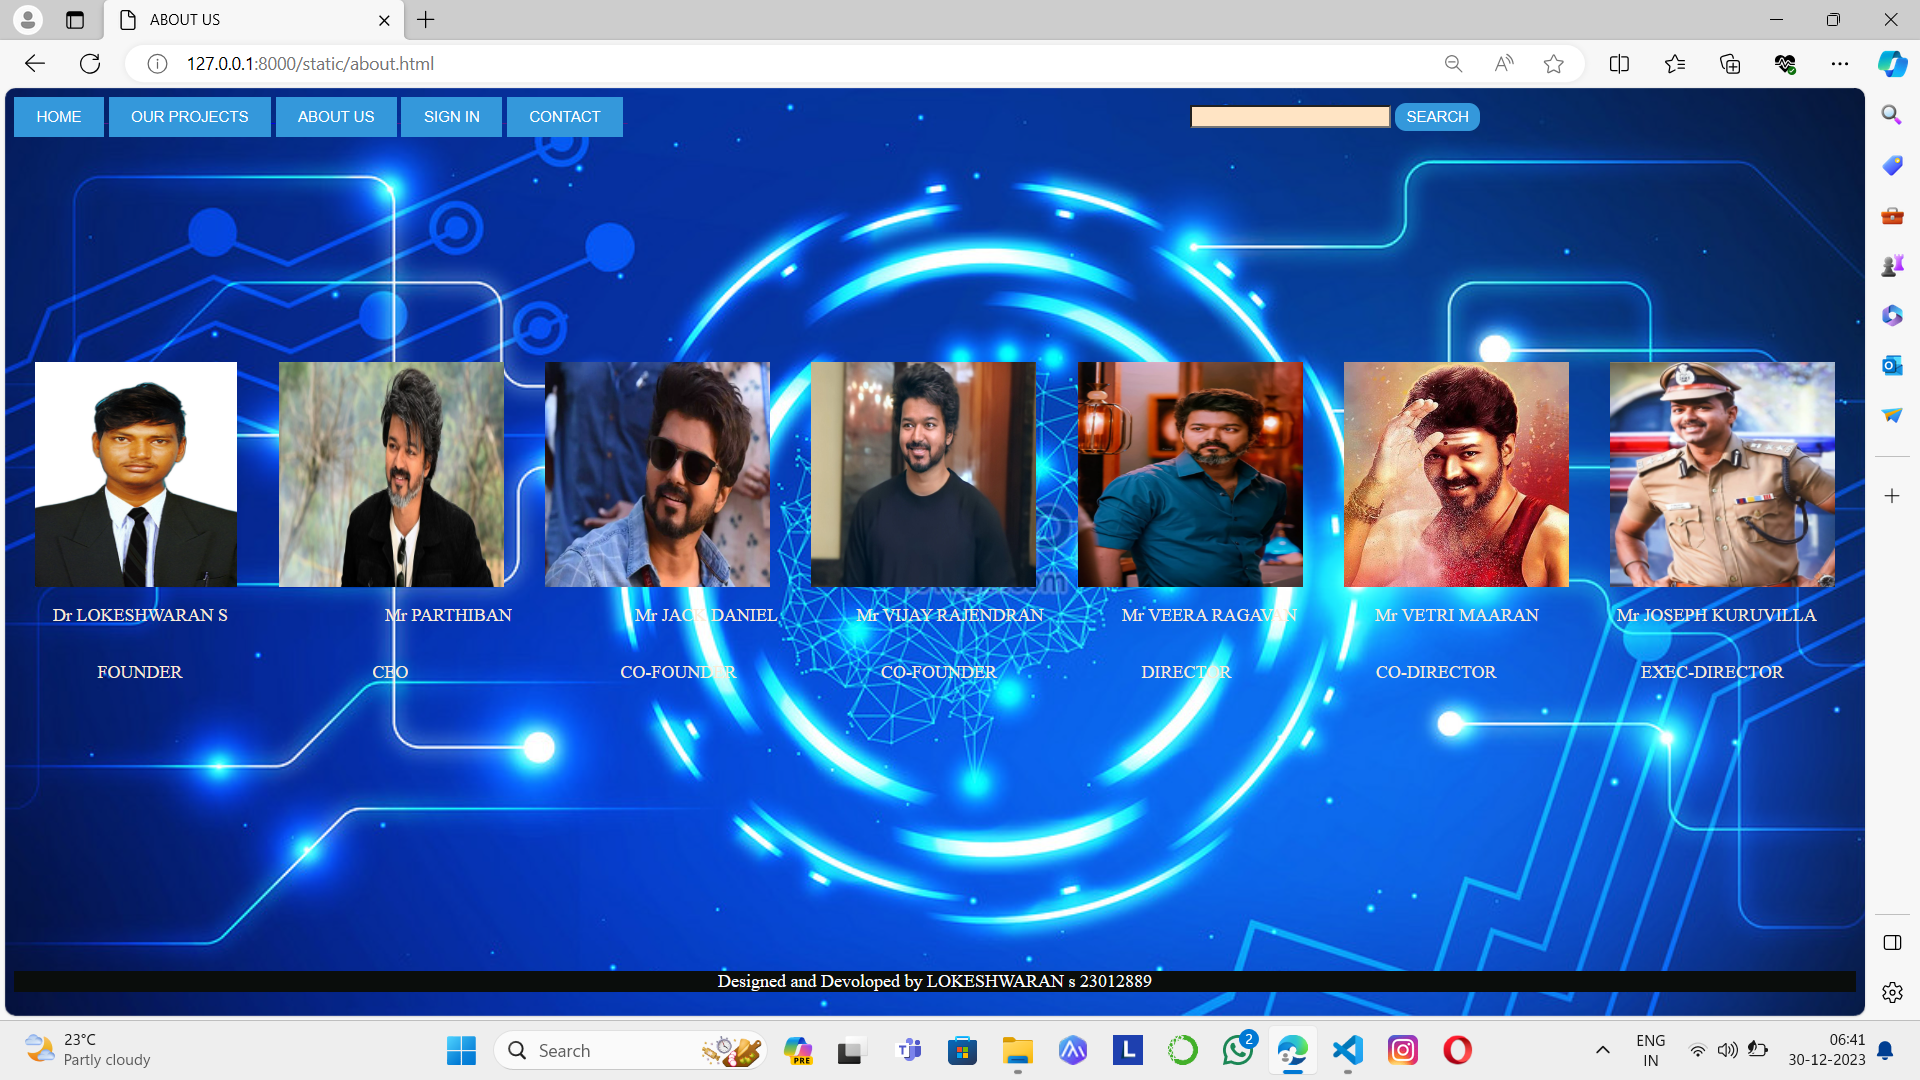 ABOUT US
127.0.0.1:8000/static/about.html
HOME OUR PROJECTS ABOUT US SIGN IN CONTACT SEARCH
Dr LOKESHWARAN S Mr PARTHIBAN Mr JACK DANIEL Mr VIJAY RAJENDRAN Mr VEERA RAGAVAN Mr VETRI MAARAN Mr JOSEPH KURUVILLA
FOUNDER CEO CO-FOUNDER CO-FOUNDER DIRECTOR CO-DIRECTOR EXEC-DIRECTOR
Designed and Devoloped by LOKESHWARAN s 23012889
23°C
Partly cloudy
Search
PRE
L
2
ENG
IN
06:41
30-12-2023